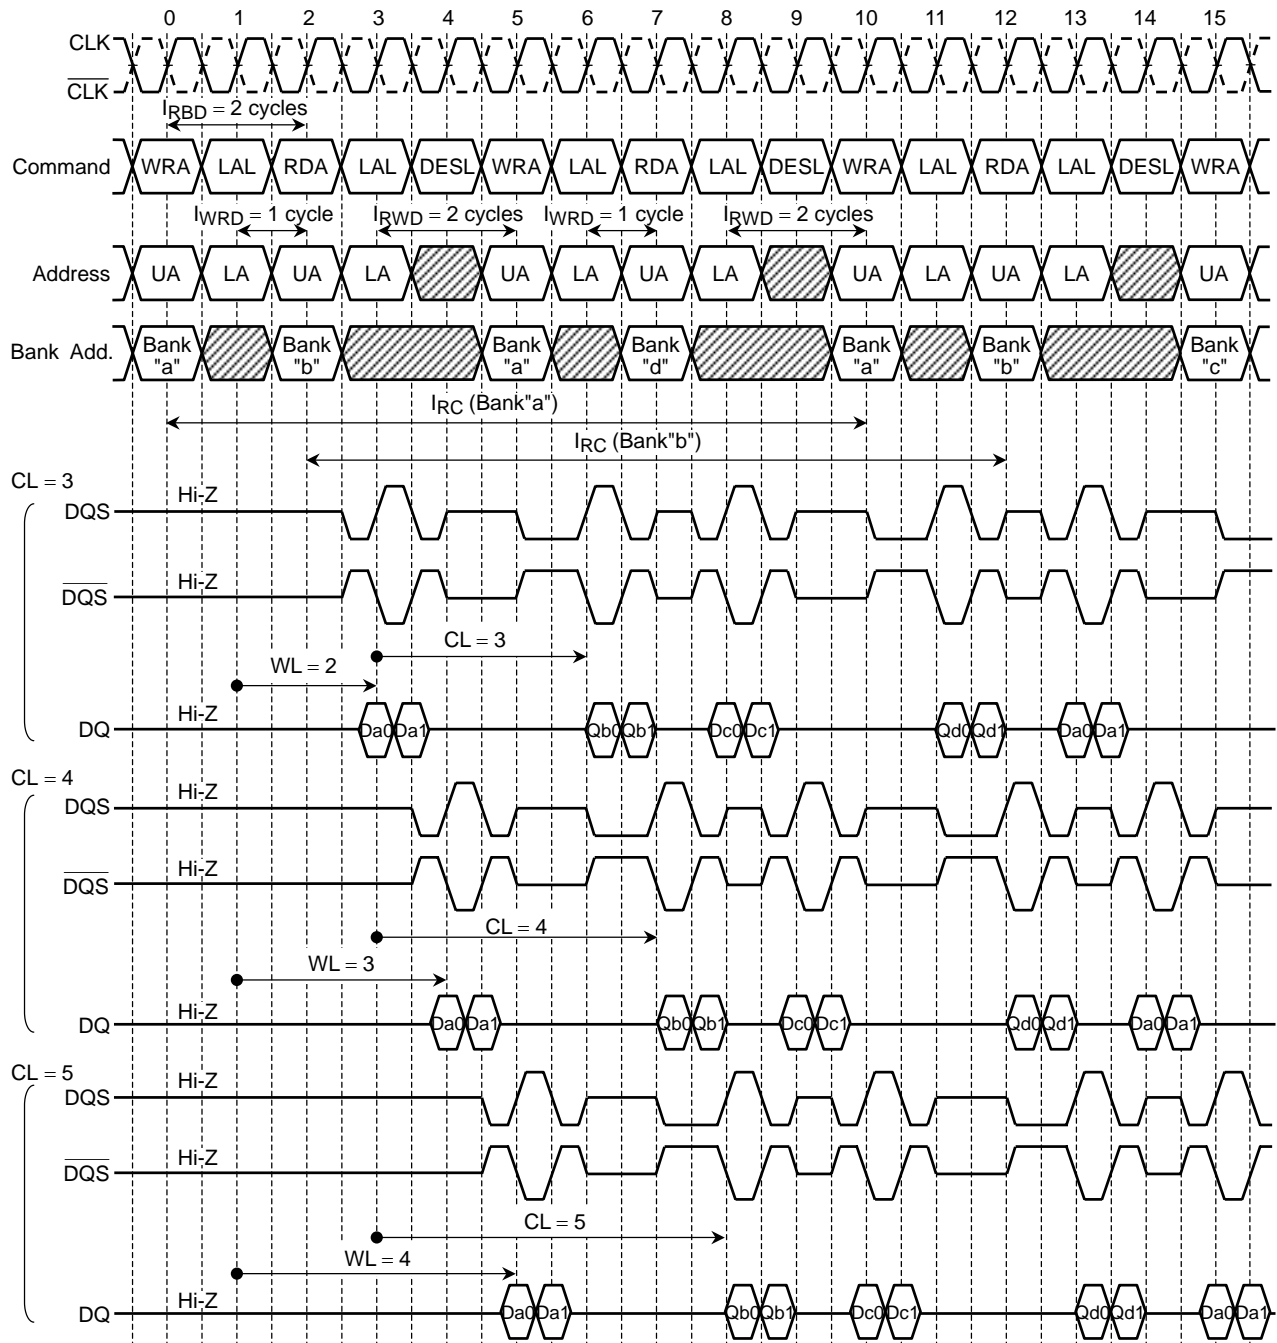 0 1 2 3 4 5 6 7 8 9 10 11 12 13 14 15
CLK
CLK
IRBD = 2 cycles
Command WRA LAL RDA LAL DESL WRA LAL RDA LAL DESL WRA LAL RDA LAL DESL WRA
IWRD = 1 cycle IRWD = 2 cycles IWRD = 1 cycle IRWD = 2 cycles
Address UA LA UA LA UA LA UA LA UA LA UA LA UA
Bank Add. Bank "a" Bank "b" Bank "a" Bank "d" Bank "a" Bank "b" Bank "c"
IRC (Bank"a")
IRC (Bank"b")
CL = 3
DQS Hi-Z
DQS Hi-Z
CL = 3
WL = 2
DQ Hi-Z Da0 Da1 Qb0 Qb1 Dc0 Dc1 Qd0 Qd1 Da0 Da1
CL = 4
DQS Hi-Z
DQS Hi-Z
CL = 4
WL = 3
DQ Hi-Z Da0 Da1 Qb0 Qb1 Dc0 Dc1 Qd0 Qd1 Da0 Da1
CL = 5
DQS Hi-Z
DQS Hi-Z
CL = 5
WL = 4
DQ Hi-Z Da0 Da1 Qb0 Qb1 Dc0 Dc1 Qd0 Qd1 Da0 Da1